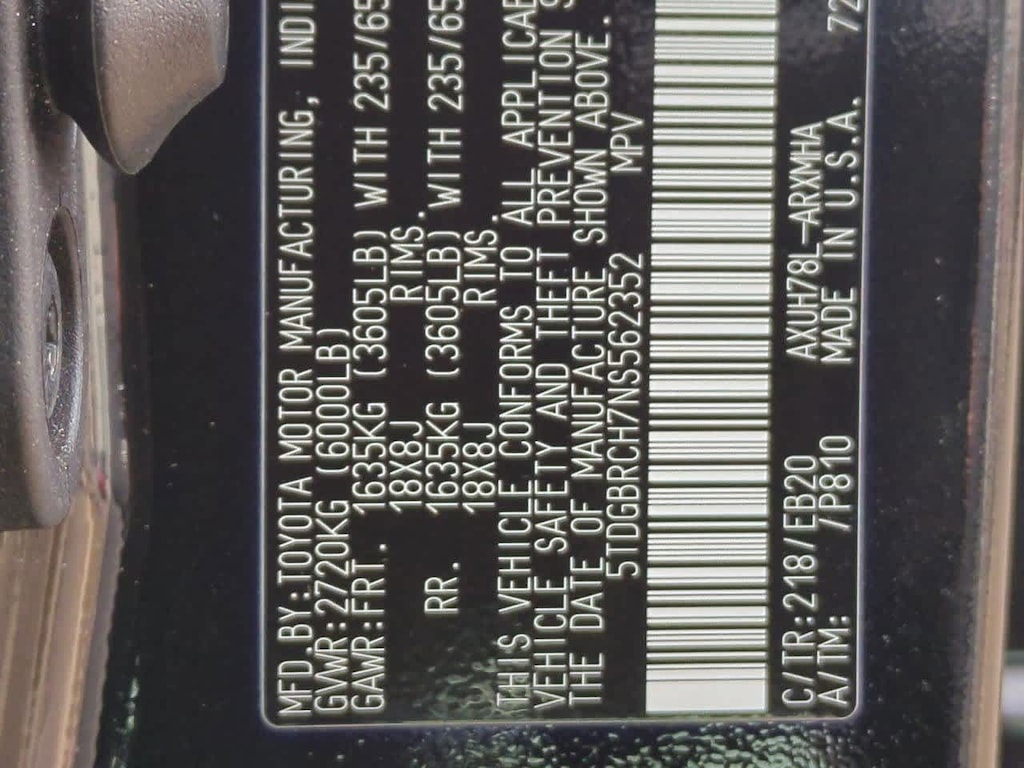 MFD.BY:TOYOTA MOTOR MANUFACTURING, INDI
GVWR:2720KG (6000LB)
GAWR:FRT. 1635KG (3605LB) WITH 235/65
18X8J RIMS.
RR. 1635KG (3605LB) WITH 235/65
18X8J RIMS.
THIS VEHICLE CONFORMS TO ALL APPLICAB
VEHICLE SAFETY AND THEFT PREVENTION S
THE DATE OF MANUFACTURE SHOWN ABOVE.
5TDGBRCH7NS562352 MPV
C/TR:218/EB20 AXUH78L-ARXMHA
A/TM: /P810 MADE IN U.S.A. 72